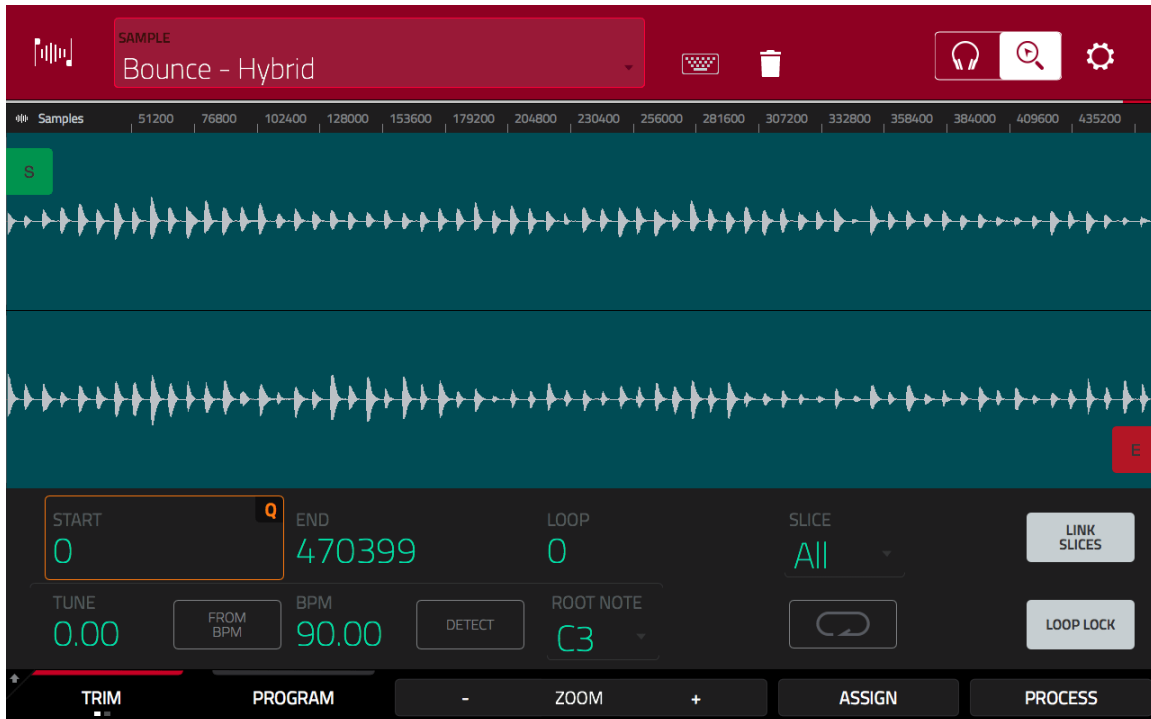 SAMPLE
Bounce - Hybrid
Samples 51200 76800 102400 128000 153600 179200 204800 230400 256000 281600 307200 332800 358400 384000 409600 435200
S
E
START Q END LOOP SLICE LINK SLICES
0 470399 0 All
TUNE FROM BPM BPM DETECT ROOT NOTE LOOP LOCK
0.00 90.00 C3
TRIM PROGRAM - ZOOM + ASSIGN PROCESS